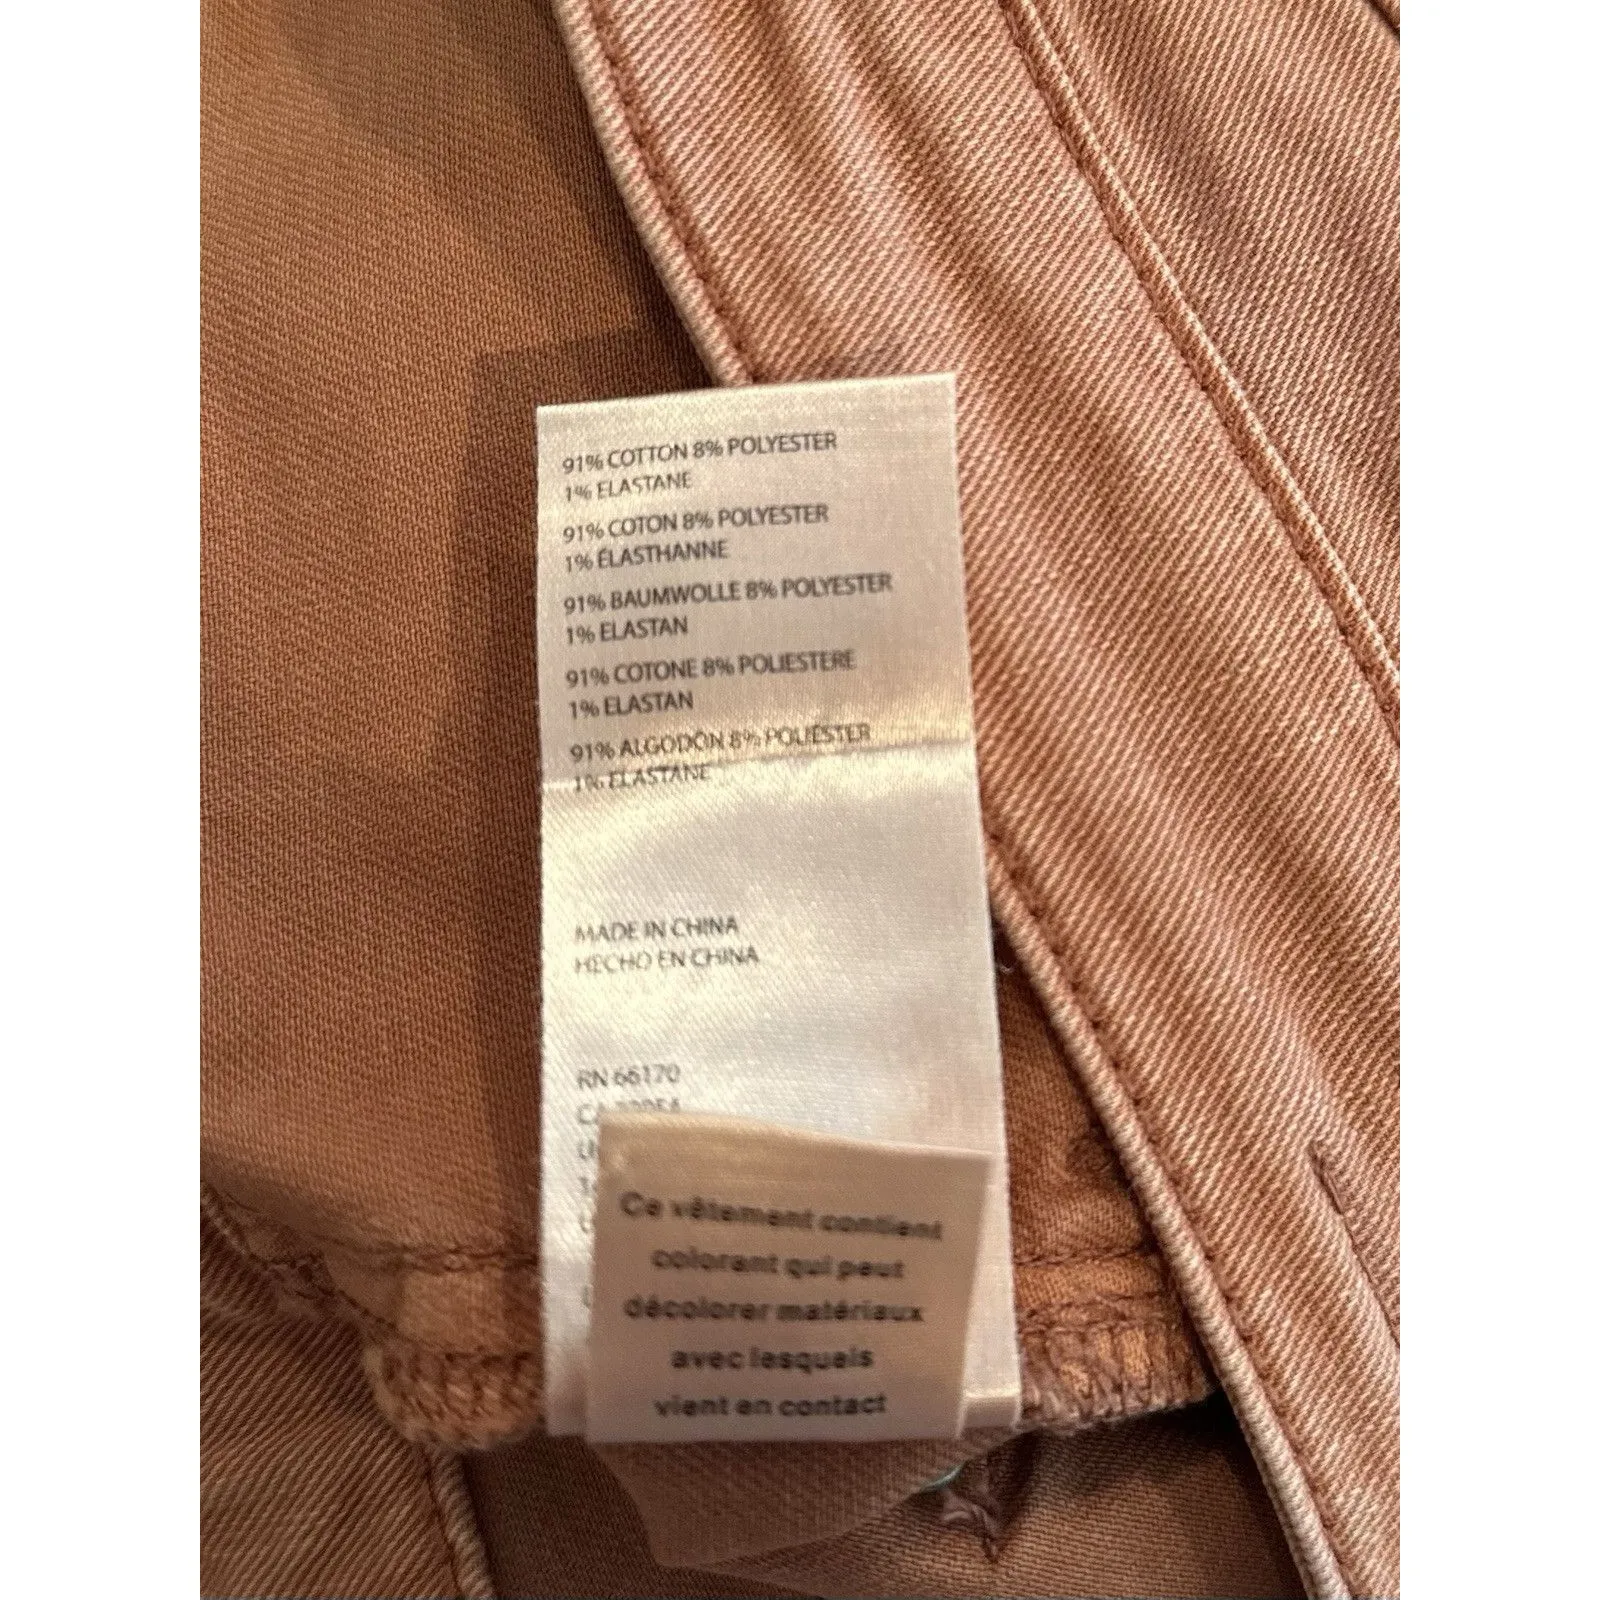 91% COTTON 8% POLYESTER
1% ELASTANE
91% COTON 8% POLYESTER
1% ÉLASTHANNE
91% BAUMWOLLE 8% POLYESTER
1% ELASTAN
91% COTONE 8% POLIESTERE
1% ELASTAN
91% ALGODÓN 8% POLIÉSTER
1% ELASTANE
MADE IN CHINA
HECHO EN CHINA
RN 66170
Ce vêtement contient
colorant qui peut
décolorer matériaux
avec lesquels
vient en contact